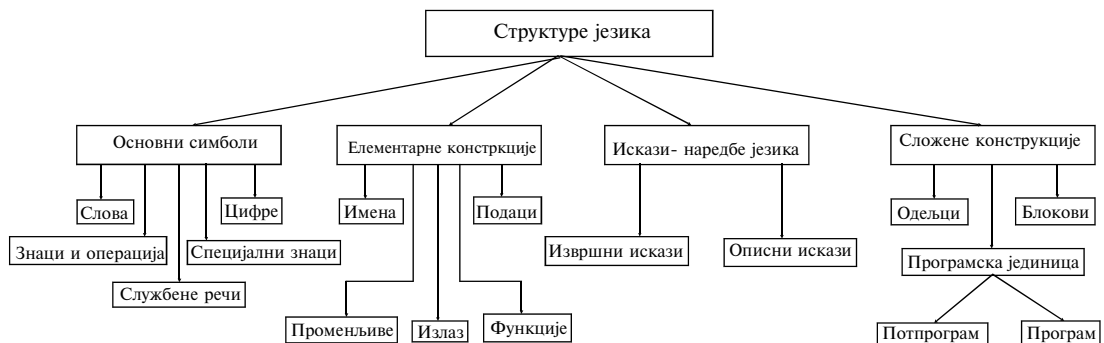 Структуре језика
Основни симболи
Елементарне констркције
Искази- наредбе језика
Сложене конструкције
Слова
Цифре
Имена
Подаци
Одељци
Блокови
Знаци и операција
Специјални знаци
Извршни искази
Описни искази
Програмска јединица
Службене речи
Променљиве
Излаз
Функције
Потпрограм
Програм